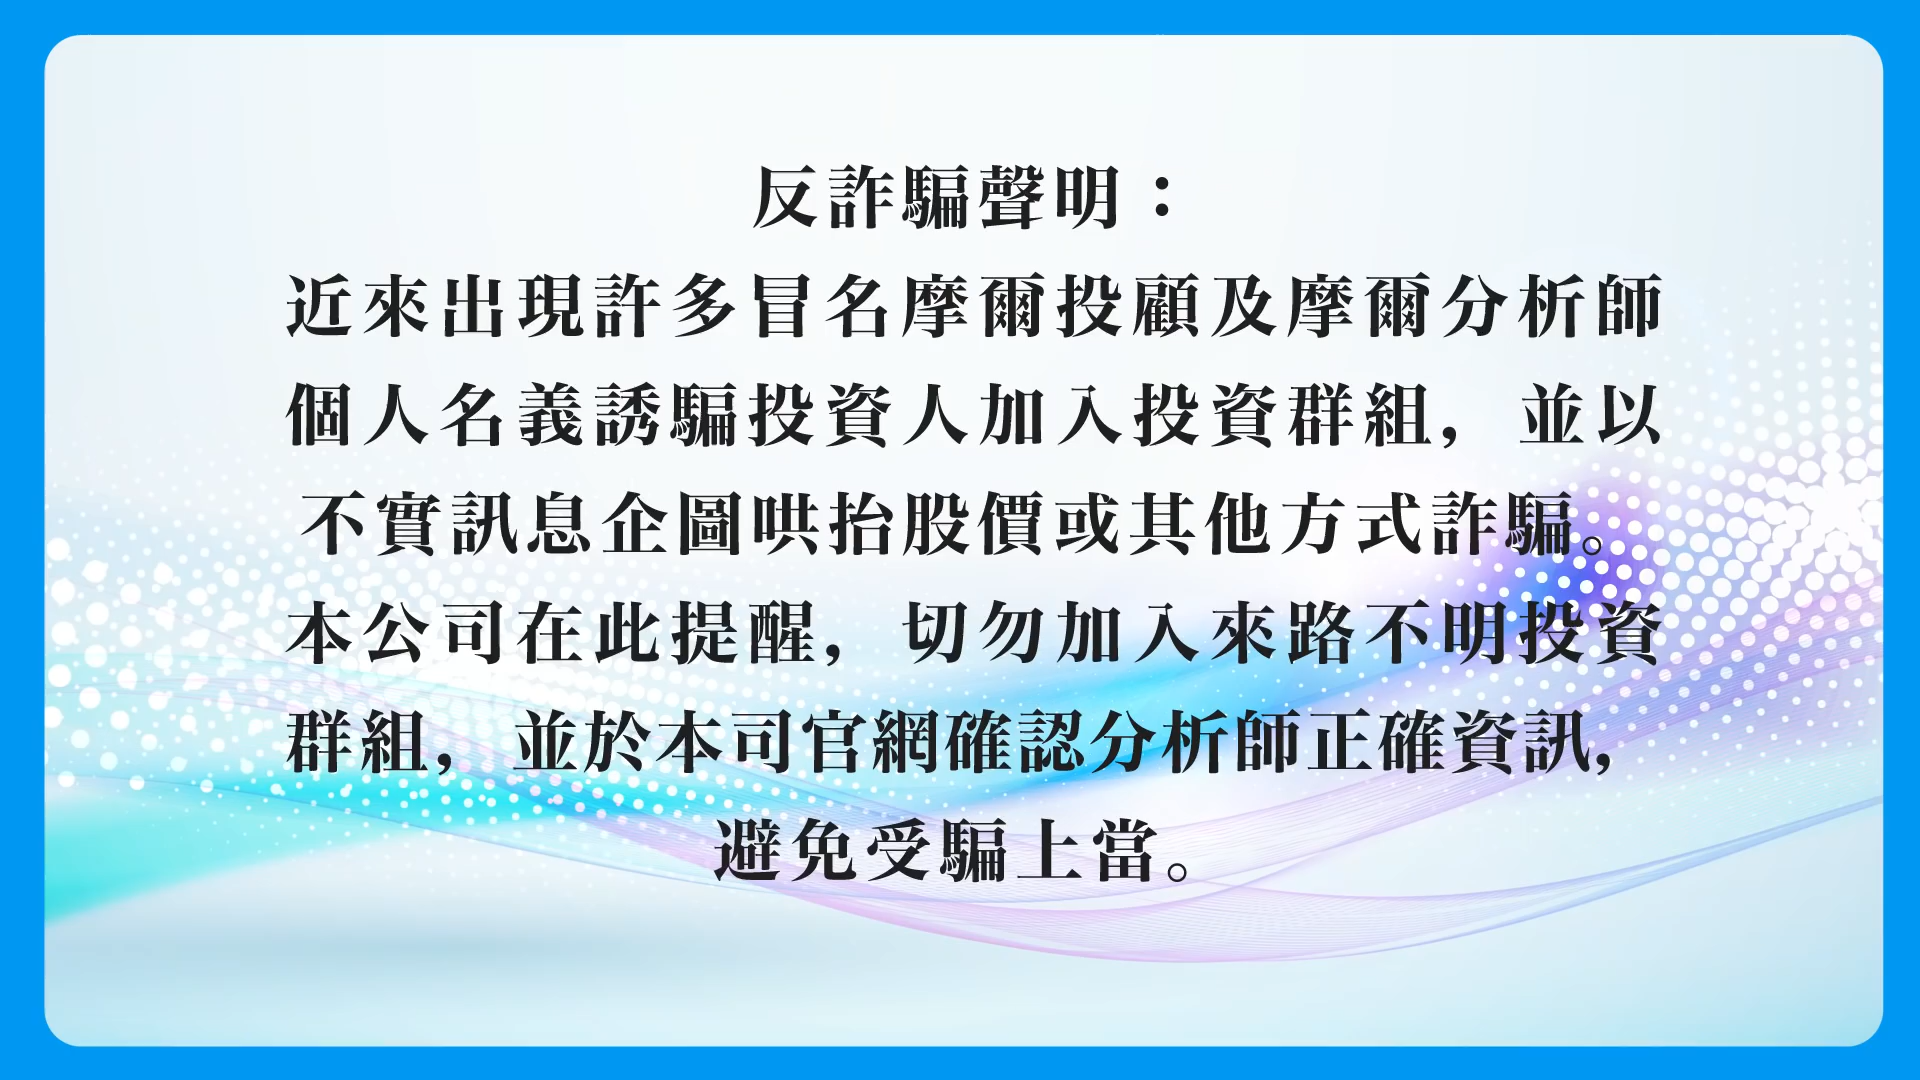 反詐騙聲明：
近來出現許多冒名摩爾投顧及摩爾分析師
個人名義誘騙投資人加入投資群組，並以
不實訊息企圖哄抬股價或其他方式詐騙。
本公司在此提醒，切勿加入來路不明投資
群組，並於本司官網確認分析師正確資訊，
避免受騙上當。